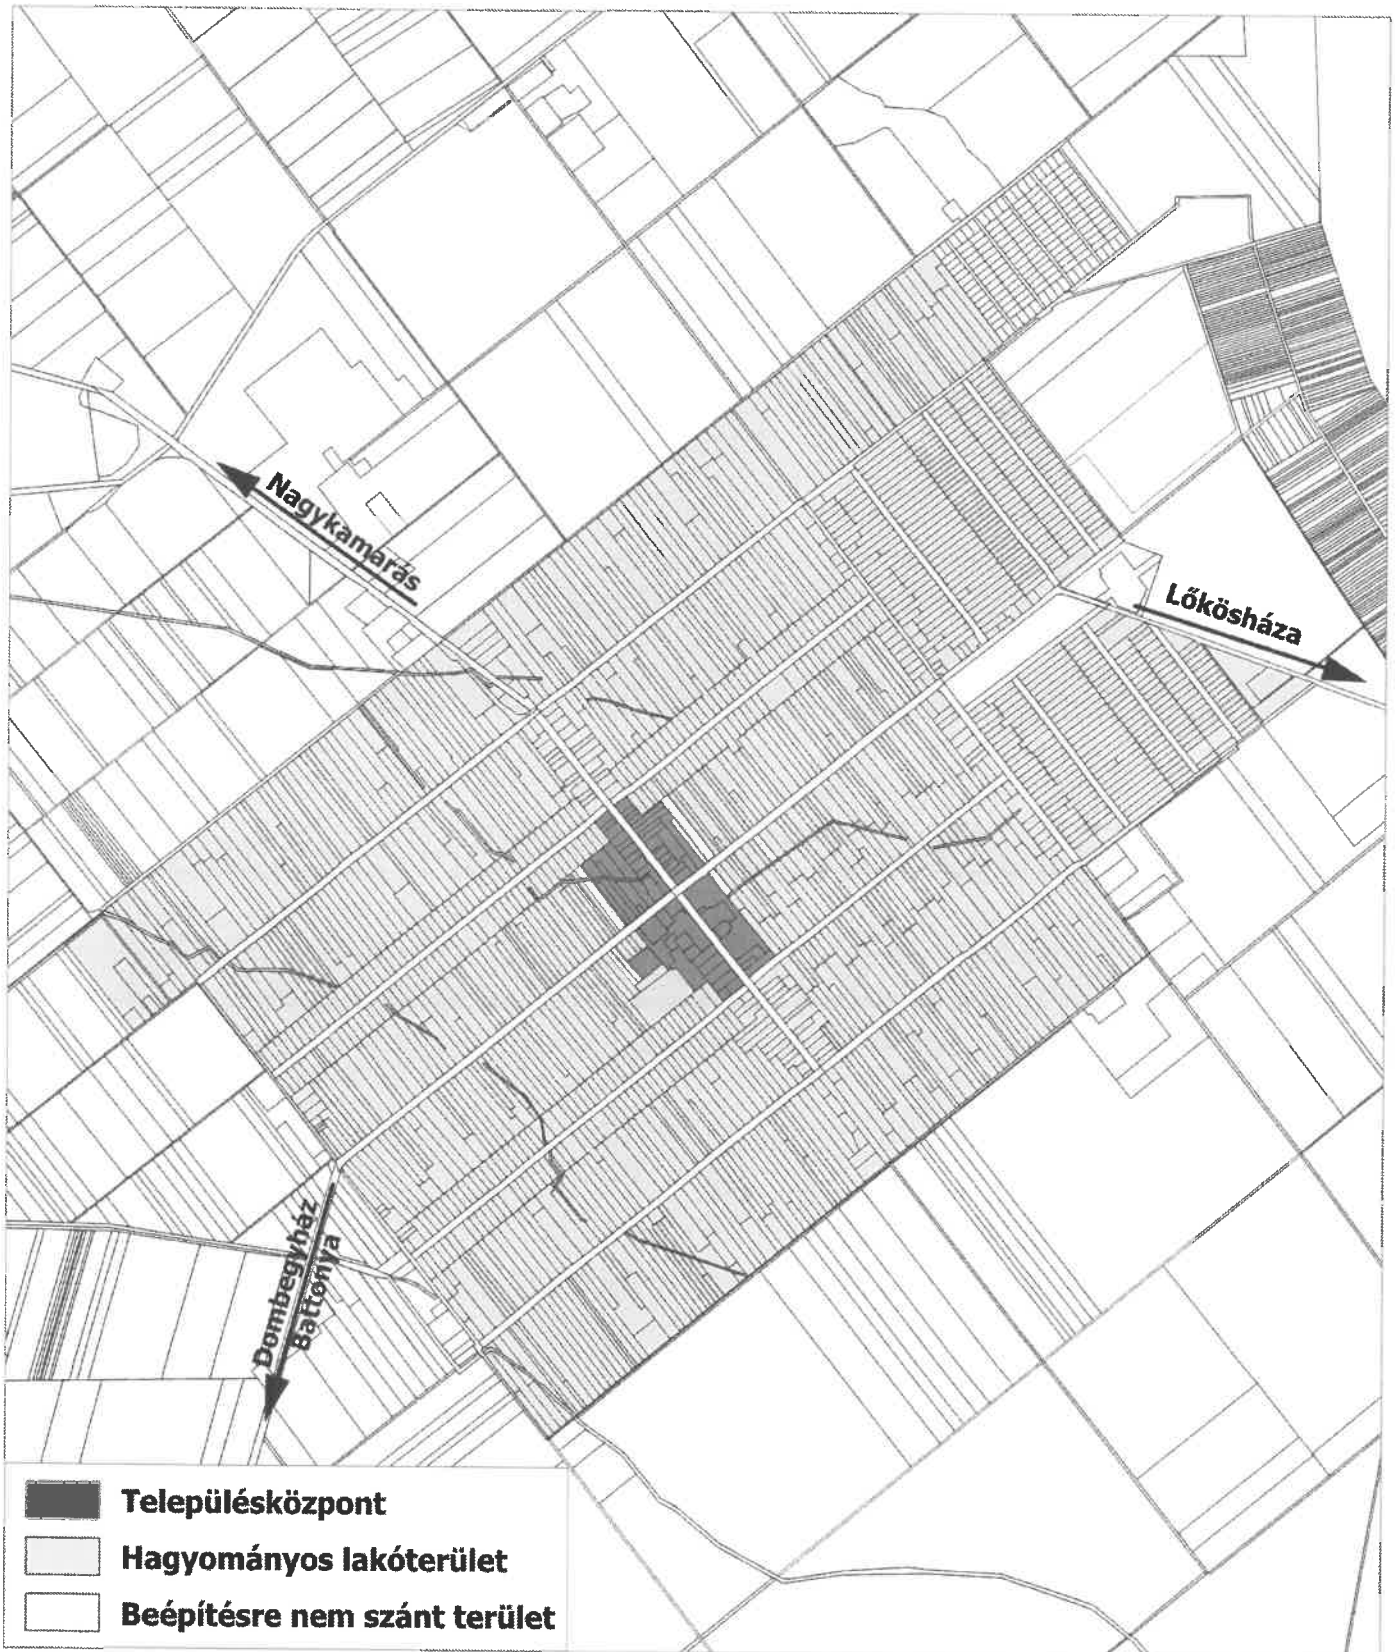 Nagykamarás
Lőkösháza
Dombegyház
Battonya
Településközpont
Hagyományos lakóterület
Beépítésre nem szánt terület